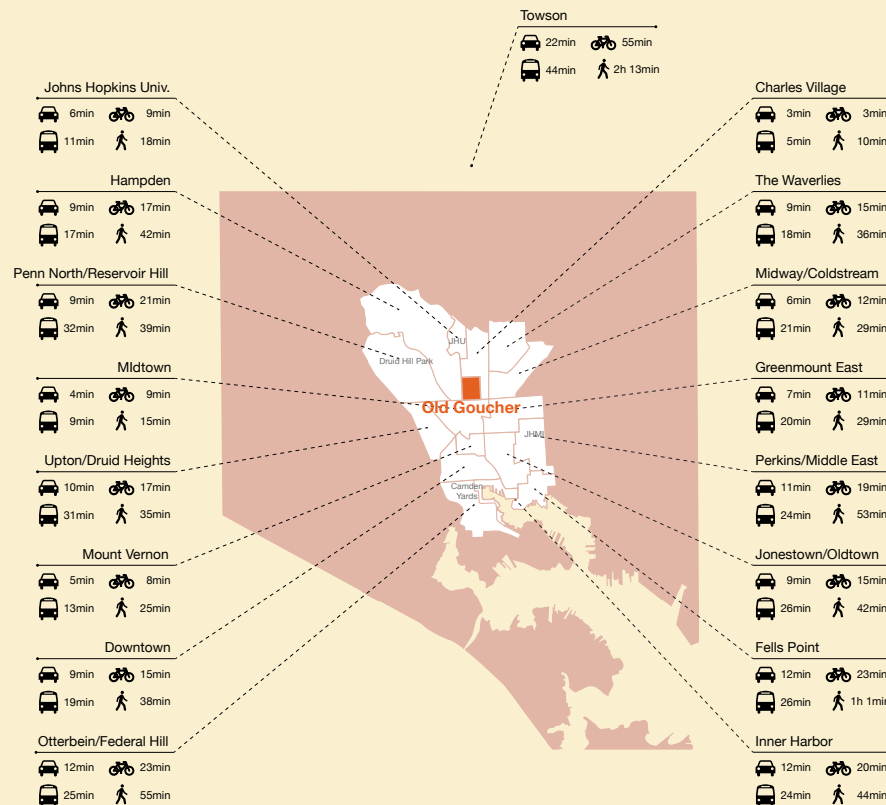 Towson
22min 55min
44min 2h 13min
Johns Hopkins Univ.
6min 9min
11min 18min
Hampden
9min 17min
17min 42min
Penn North/Reservoir Hill
9min 21min
32min 39min
MIdtown
4min 9min
9min 15min
Upton/Druid Heights
10min 17min
31min 35min
Mount Vernon
5min 8min
13min 25min
Downtown
9min 15min
19min 38min
Otterbein/Federal Hill
12min 23min
25min 55min
JHU
Druid Hill Park
Old Goucher
JHMI
Camden
Yards
Charles Village
3min 3min
5min 10min
The Waverlies
9min 15min
18min 36min
Midway/Coldstream
6min 12min
21min 29min
Greenmount East
7min 11min
20min 29min
Perkins/Middle East
11min 19min
24min 53min
Jonestown/Oldtown
9min 15min
26min 42min
Fells Point
12min 23min
26min 1h 1min
Inner Harbor
12min 20min
24min 44min